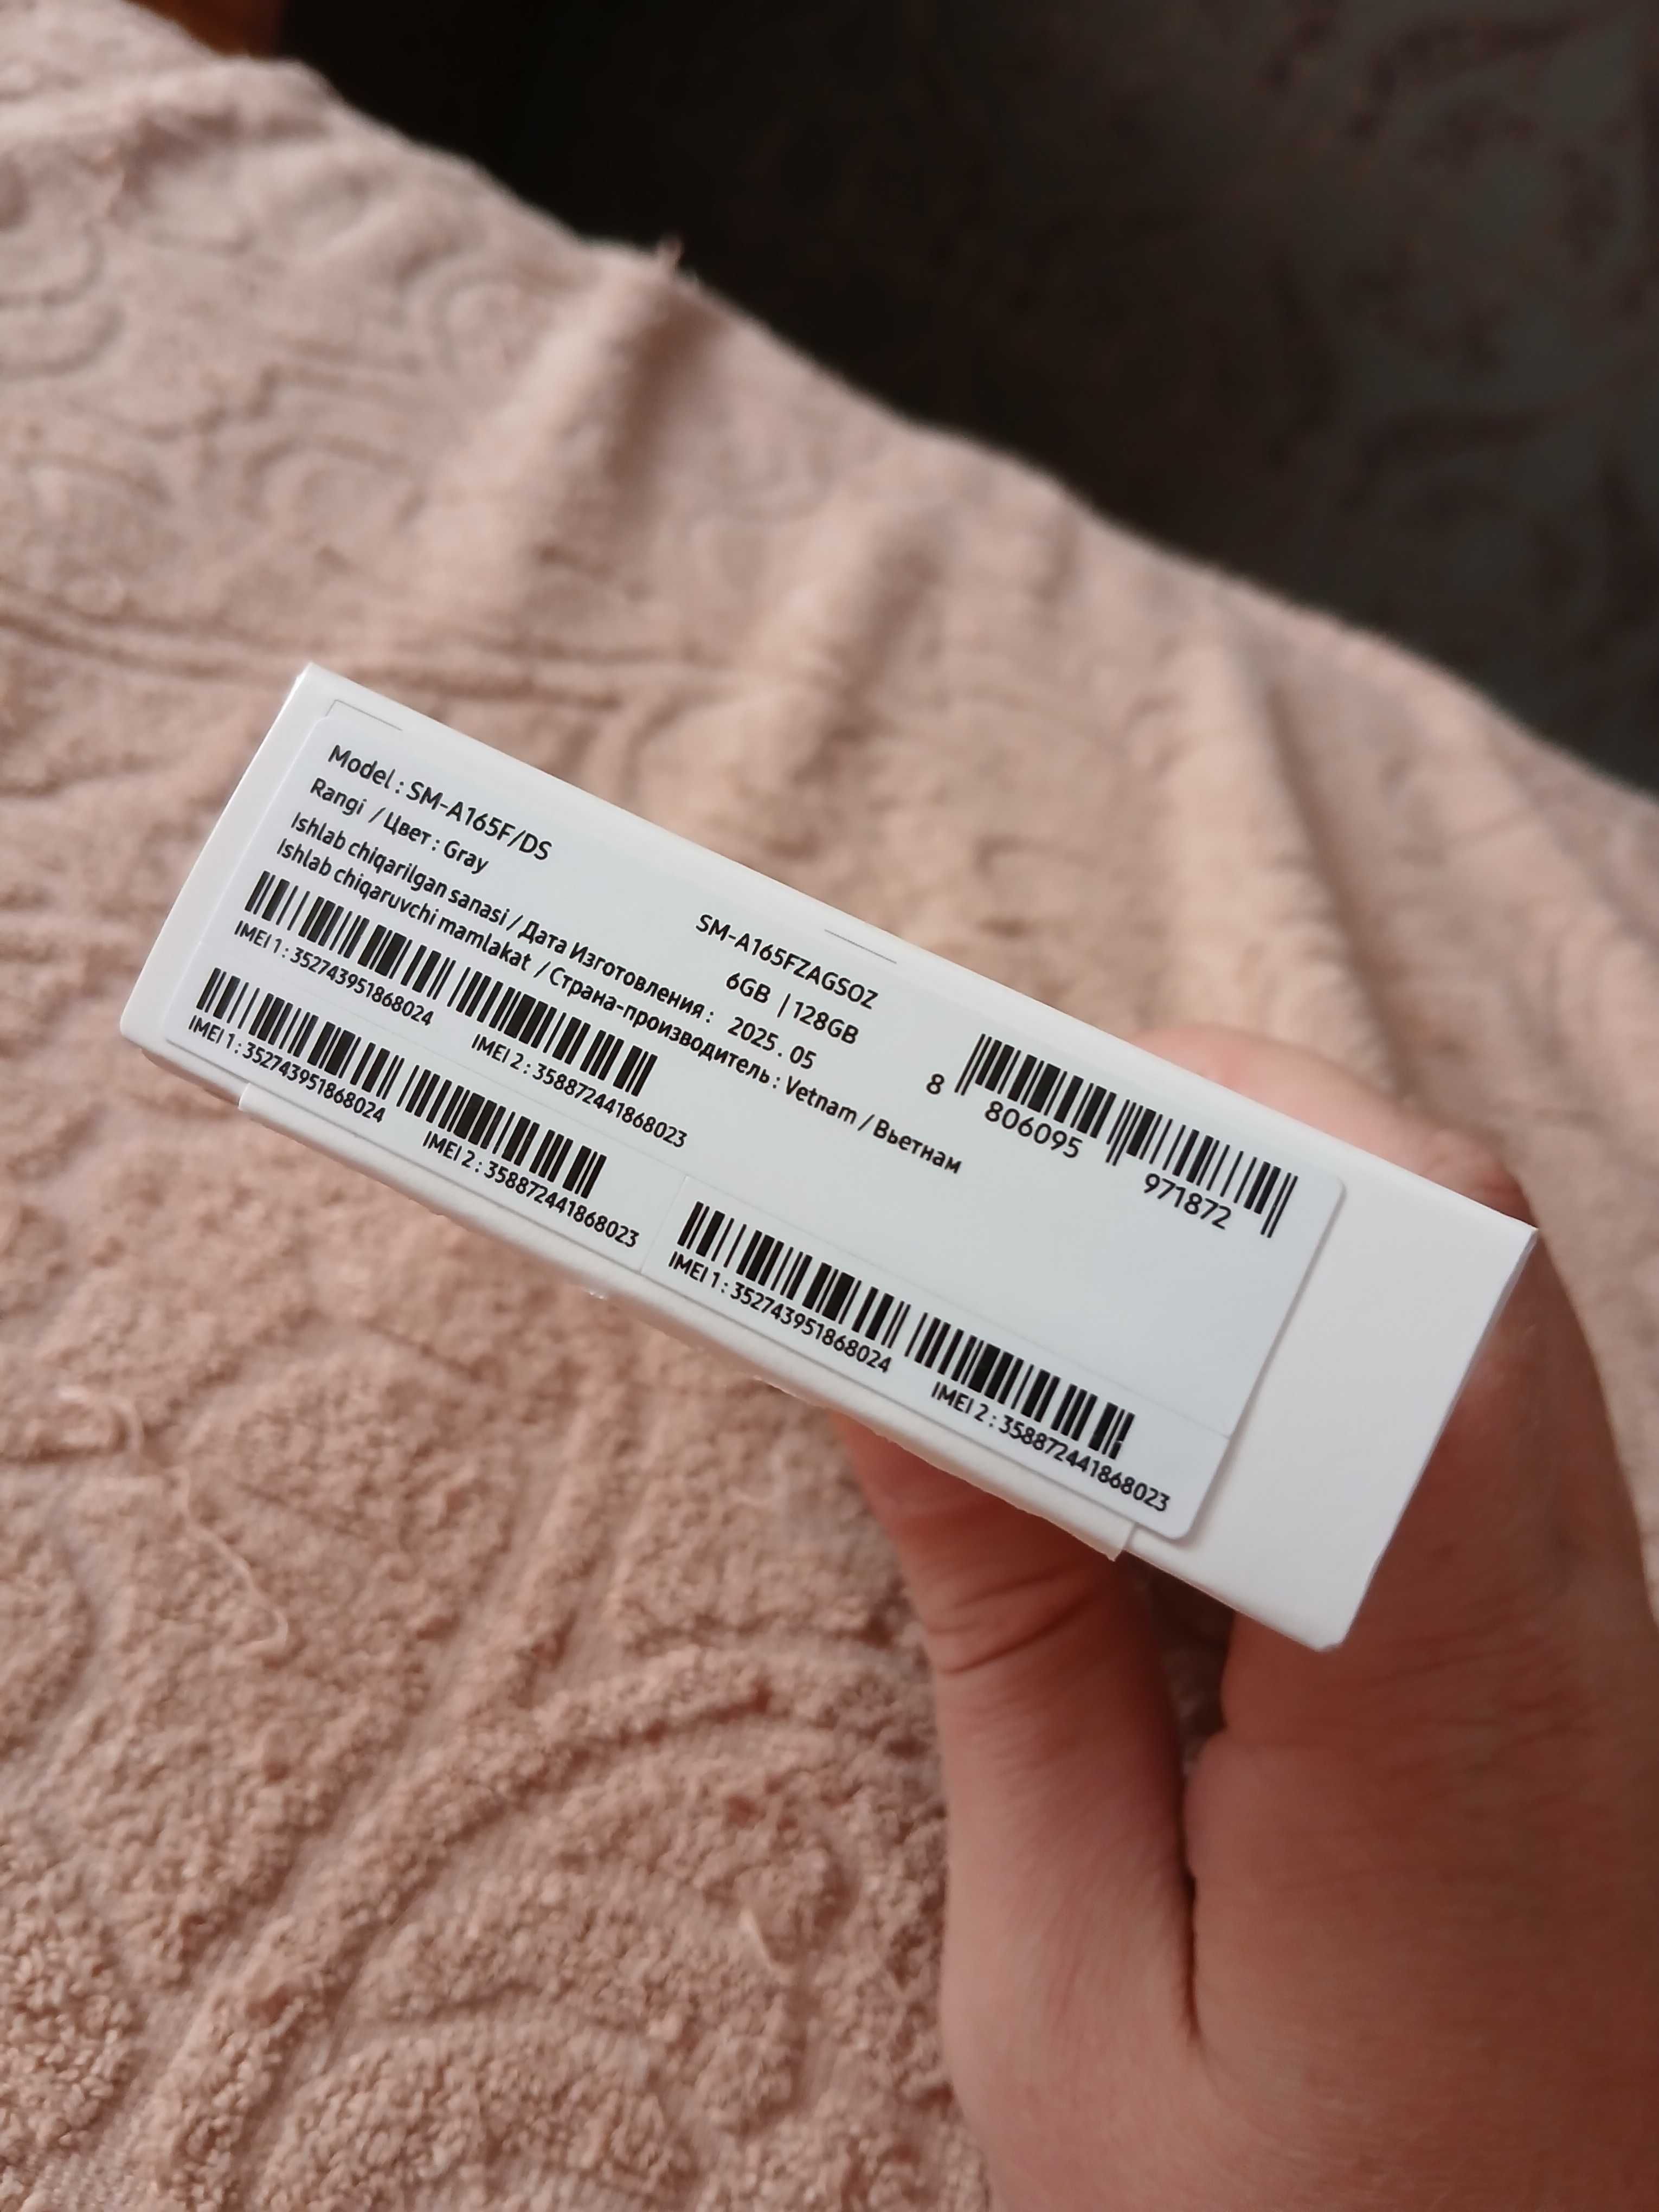 Model : SM-A165F/DS
SM-A165FZAGSOZ
Rangi / Цвет : Gray
6GB | 128GB
Ishlab chiqarilgan sanasi / Дата Изготовления : 2025 . 05
Ishlab chiqaruvchi mamlakat / Страна-производитель : Vetnam / Вьетнам
8 806095 971872
IMEI 1 : 352743951868024
IMEI 2 : 358872441868023
IMEI 1 : 352743951868024
IMEI 2 : 358872441868023
IMEI 1 : 352743951868024
IMEI 2 : 358872441868023